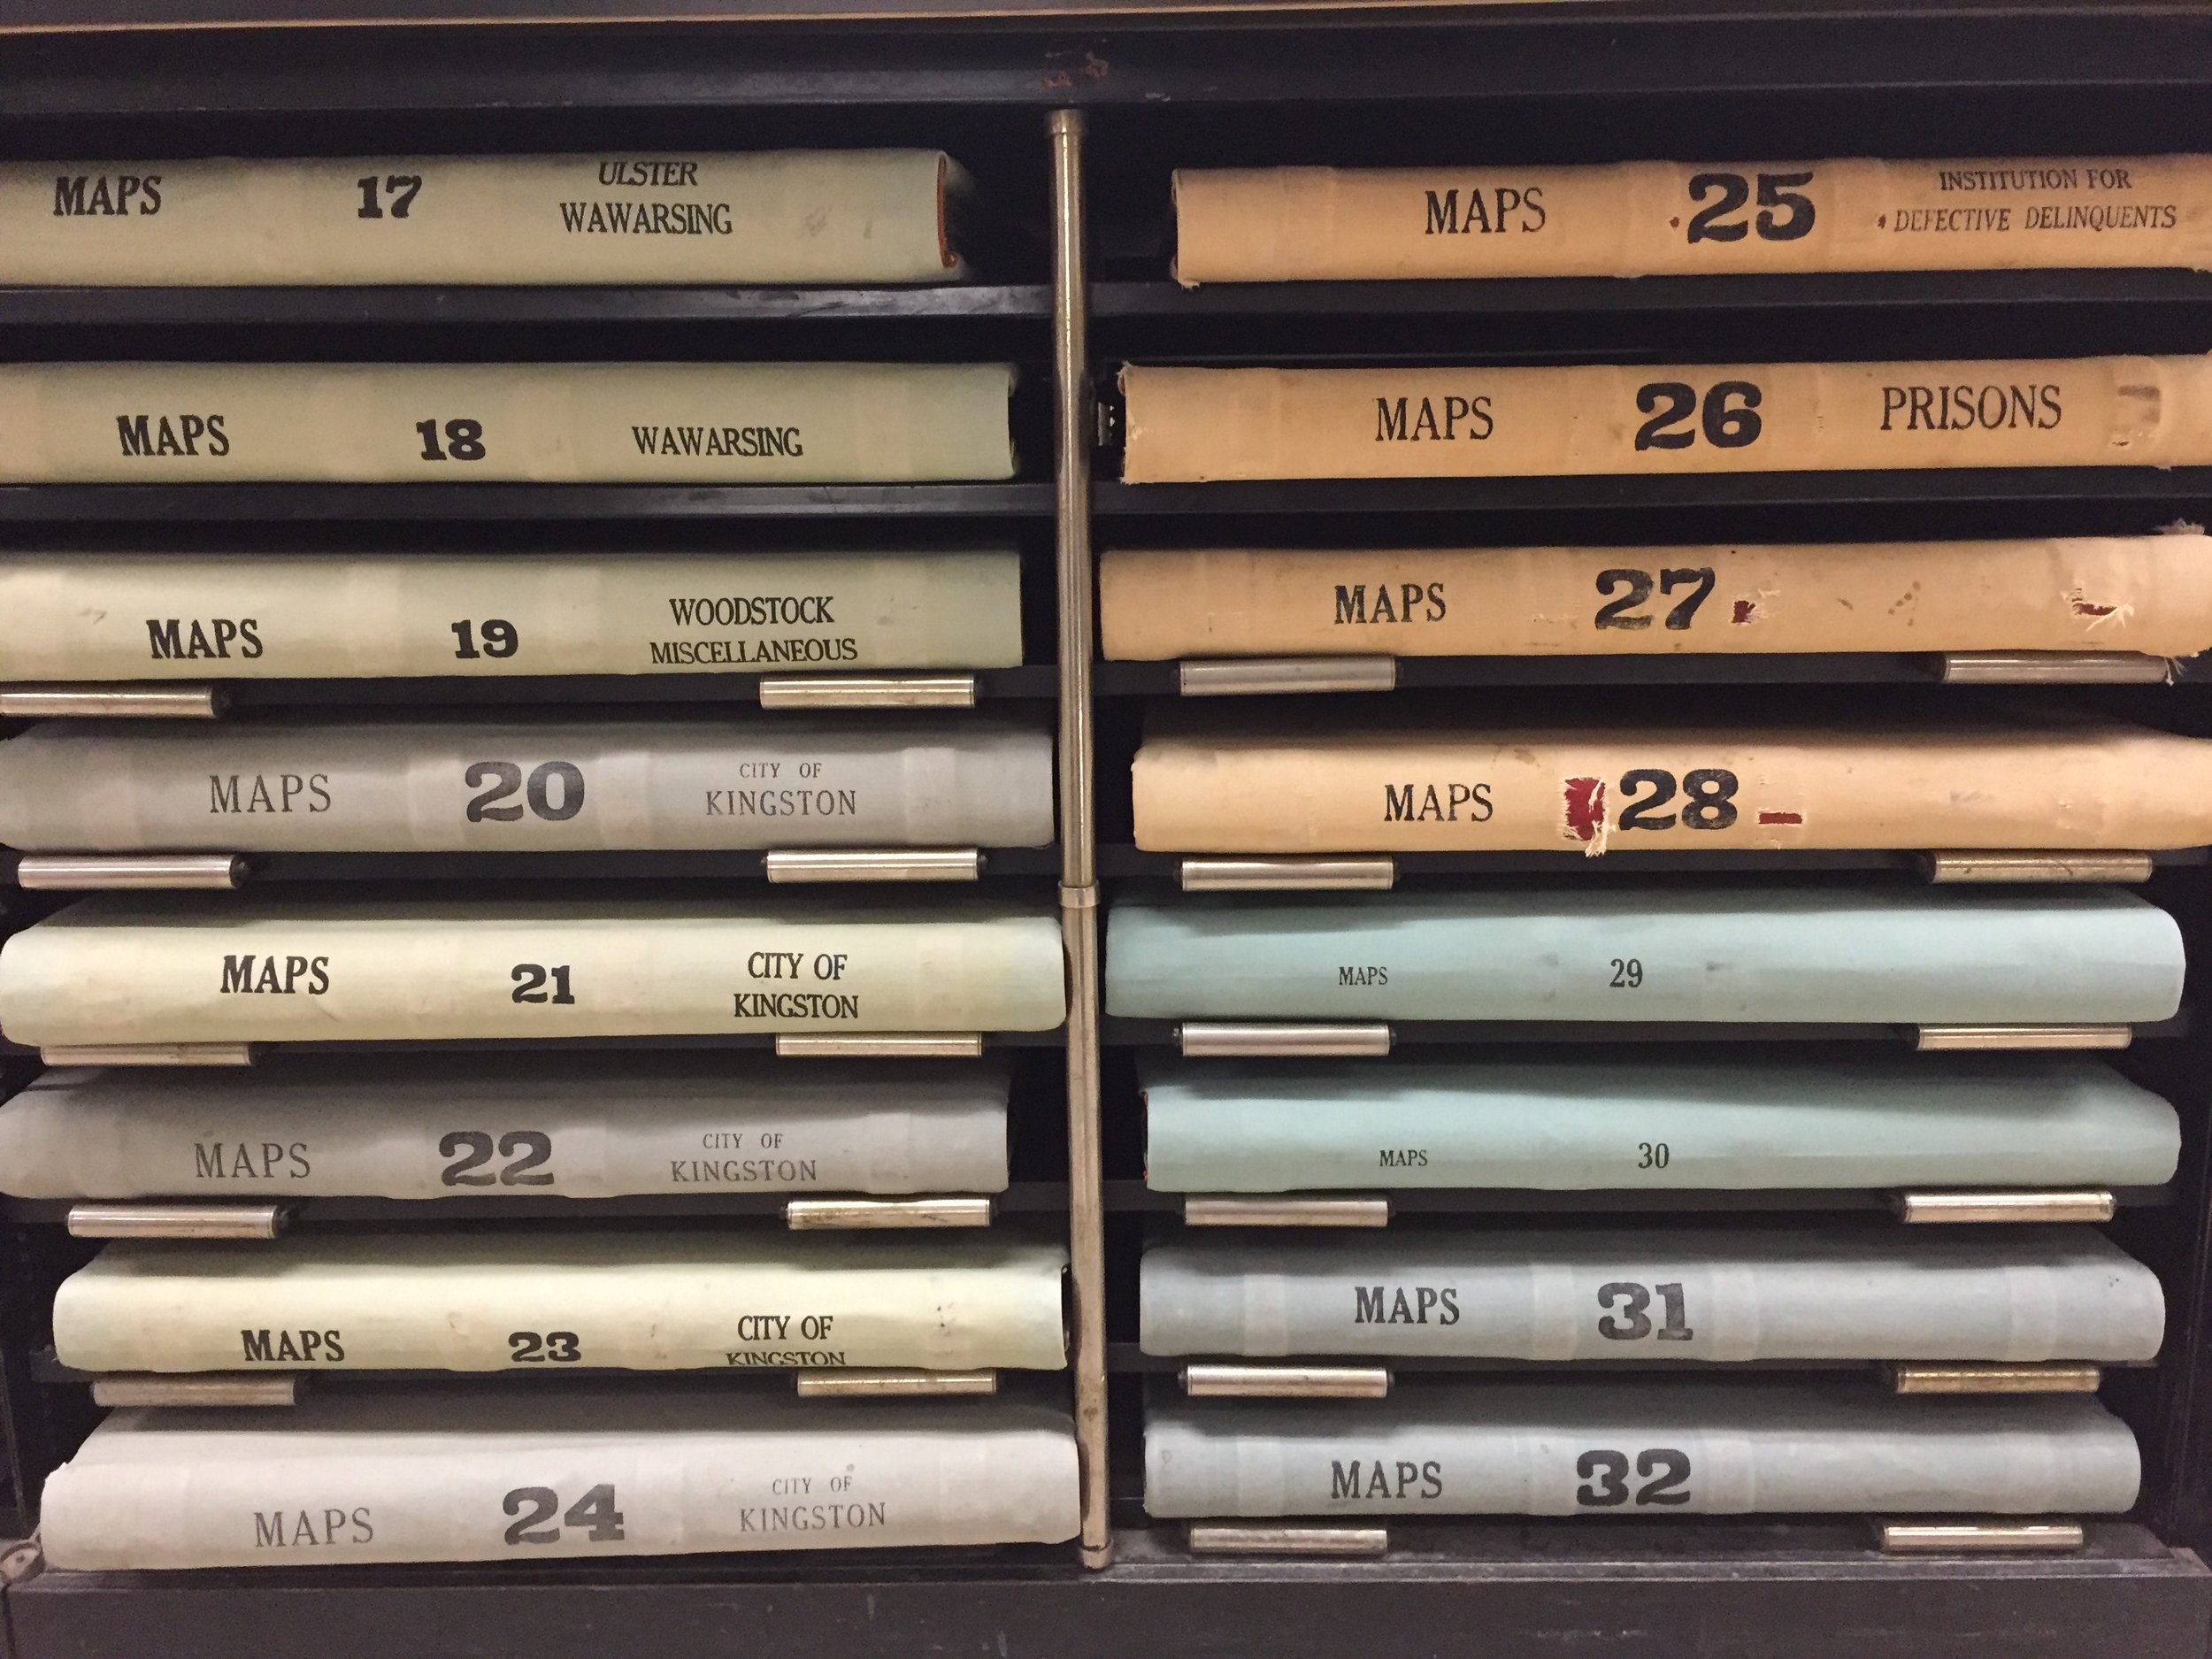 MAPS 17 ULSTER
WAWARSING
MAPS 18 WAWARSING
MAPS 19 WOODSTOCK
MISCELLANEOUS
MAPS 20 CITY OF
KINGSTON
MAPS 21 CITY OF
KINGSTON
MAPS 22 CITY OF
KINGSTON
MAPS 23 CITY OF
KINGSTON
MAPS 24 CITY OF
KINGSTON
MAPS 25 INSTITUTION FOR
DEFECTIVE DELINQUENTS
MAPS 26 PRISONS
MAPS 27
MAPS 28
MAPS 29
MAPS 30
MAPS 31
MAPS 32